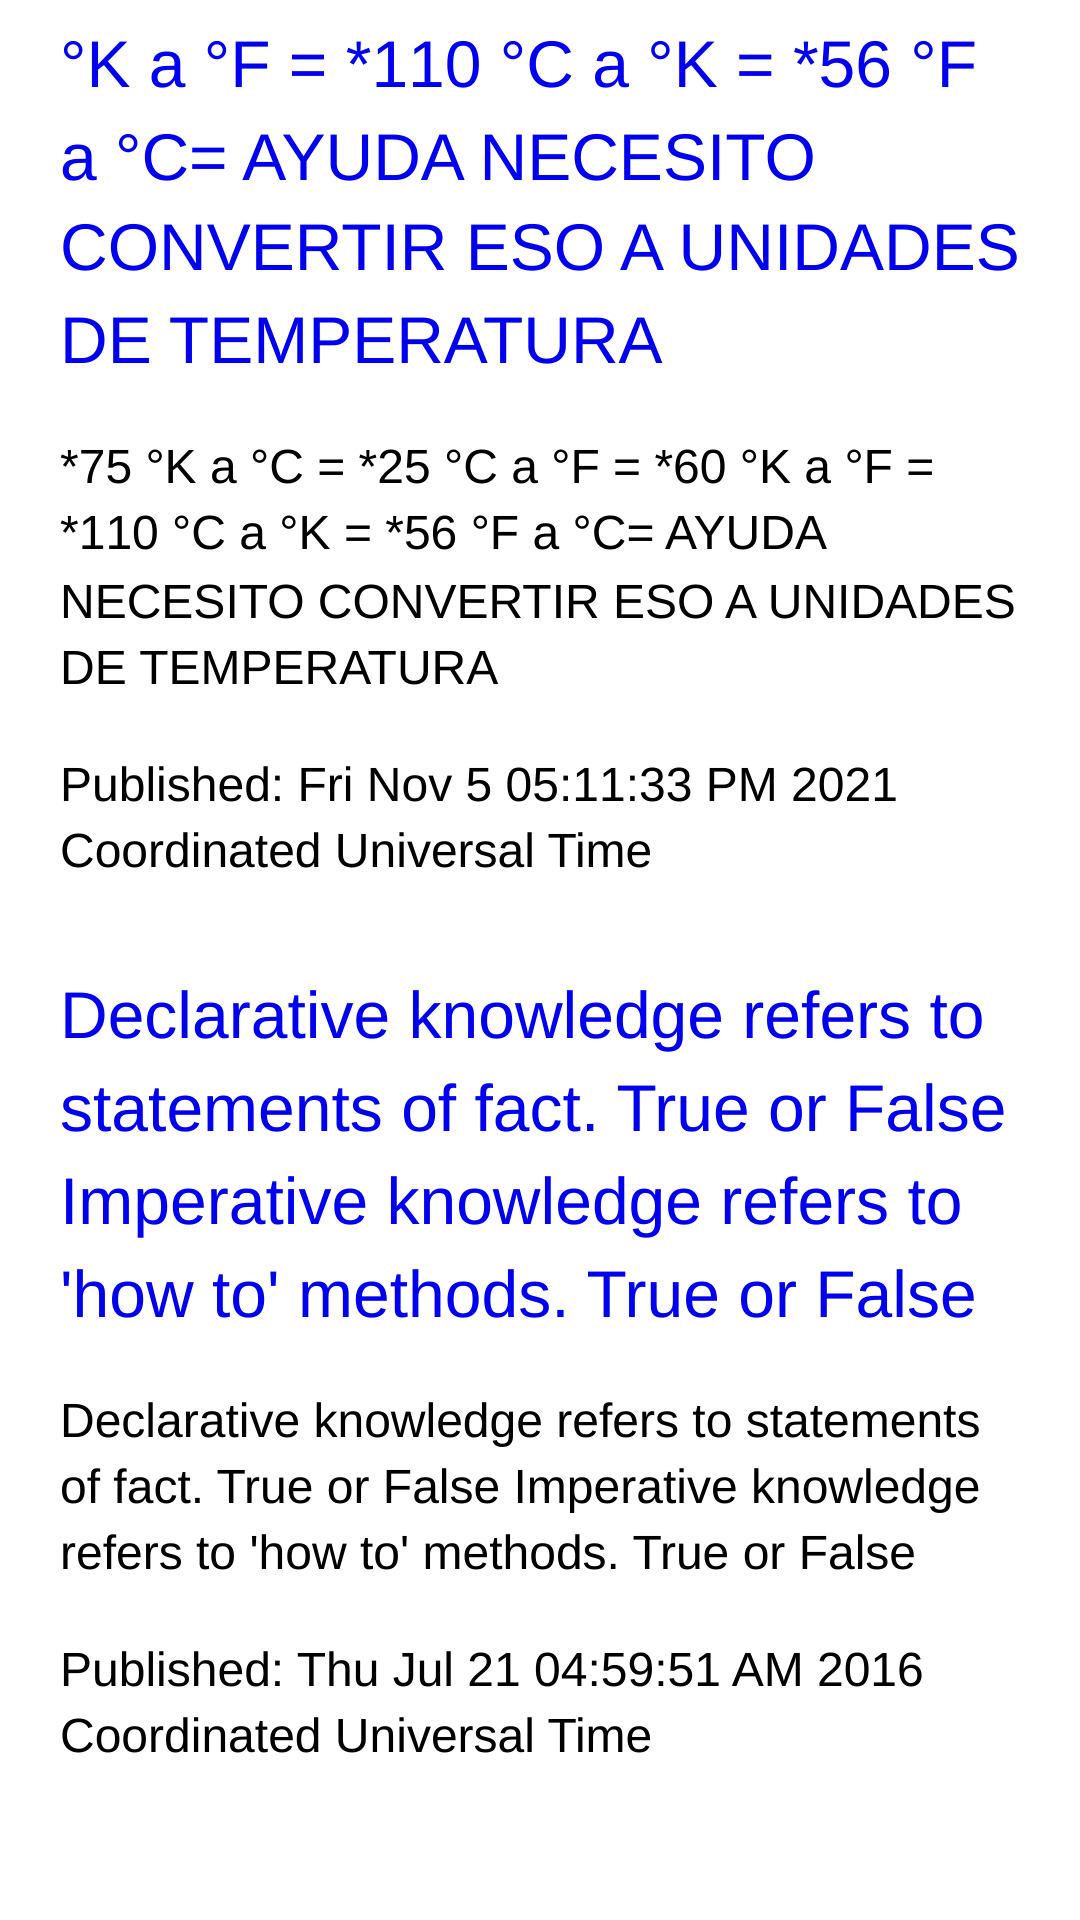 °K a °F = *110 °C a °K = *56 °F
a °C= AYUDA NECESITO
CONVERTIR ESO A UNIDADES
DE TEMPERATURA
*75 °K a °C = *25 °C a °F = *60 °K a °F =
*110 °C a °K = *56 °F a °C= AYUDA
NECESITO CONVERTIR ESO A UNIDADES
DE TEMPERATURA
Published: Fri Nov 5 05:11:33 PM 2021
Coordinated Universal Time
Declarative knowledge refers to
statements of fact. True or False
Imperative knowledge refers to
'how to' methods. True or False
Declarative knowledge refers to statements
of fact. True or False Imperative knowledge
refers to 'how to' methods. True or False
Published: Thu Jul 21 04:59:51 AM 2016
Coordinated Universal Time